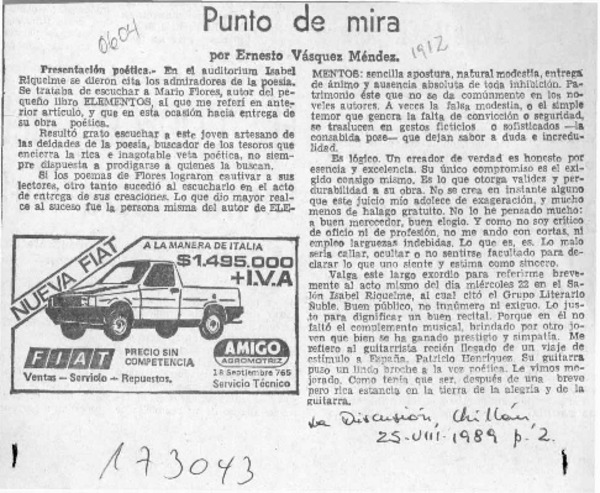 Punto de mira
0604
por Ernesto Vásquez Méndez.
1912
Presentación poética.- En el auditorium Isabel
Riquelme se dieron cita los admiradores de la poesía.
Se trataba de escuchar a Mario Flores, autor del pe-
queño libro ELEMENTOS, al que me referí en ante-
rior artículo, y que en esta ocasión hacía entrega de
su obra poética.
Resultó grato escuchar a este joven artesano de
las deidades de la poesía, buscador de los tesoros que
encierra la rica e inagotable veta poética, no siem-
pre dispuesta a prodigarse a quienes la buscan.
Si los poemas de Flores lograron cautivar a sus
lectores, otro tanto sucedió al escucharlo en el acto
de entrega de sus creaciones. Lo que dio mayor real-
ce al suceso fue la persona misma del autor de ELE-
MENTOS: sencilla apostura, natural modestia, entrega
de ánimo y ausencia absoluta de toda inhibición. Pa-
trimonio éste que no se da comúnmente en los no-
veles autores. A veces la falsa modestia, o el simple
temor que genera la falta de convicción o seguridad,
se traslucen en gestos ficticios o sofisticados —la
consabida pose— que dejan sabor a duda e incredu-
lidad.
Es lógico. Un creador de verdad es honesto por
esencia y excelencia. Su único compromiso es el exi-
gido consigo mismo. Es lo que otorga validez y per-
durabilidad a su obra. No se crea en instante alguno
que este juicio mío adolece de exageración, y mucho
menos de halago gratuito. No lo he pensado mucho:
a buen merecedor, buen elogio. Y como no soy crítico
de oficio ni de profesión, no me ando con cortas, ni
empleo larguezas indebidas. Lo que es, es. Lo malo
sería callar, ocultar o no sentirse facultado para de-
clarar lo que uno siente y estima como sincero.
Valga este largo exordio para referirme breve-
mente al acto mismo del día miércoles 22 en el Sa-
lón Isabel Riquelme, al cual citó el Grupo Literario
Ñuble. Buen público, no innúmero ni exiguo. Lo jus-
to para dignificar un buen recital. Porque en él no
faltó el complemento musical, brindado por otro jo-
ven que bien se ha ganado prestigio y simpatía. Me
refiero al guitarrista recién llegado de un viaje de
estímulo a España, Patricio Henríquez. Su guitarra
puso un lindo broche a la voz poética. Le vimos me-
jorado. Como tenía que ser, después de una breve
pero rica estancia en la tierra de la alegría y de la
guitarra.
NUEVA FIAT
A LA MANERA DE ITALIA
$1.495.000
+I.V.A
FIAT
PRECIO SIN
COMPETENCIA
Ventas — Servicio — Repuestos.
AMIGO
AGROMOTRIZ
18 Septiembre 765
Servicio Técnico
La Discusión, Chillán
25-VIII-1989 p. 2.
173043